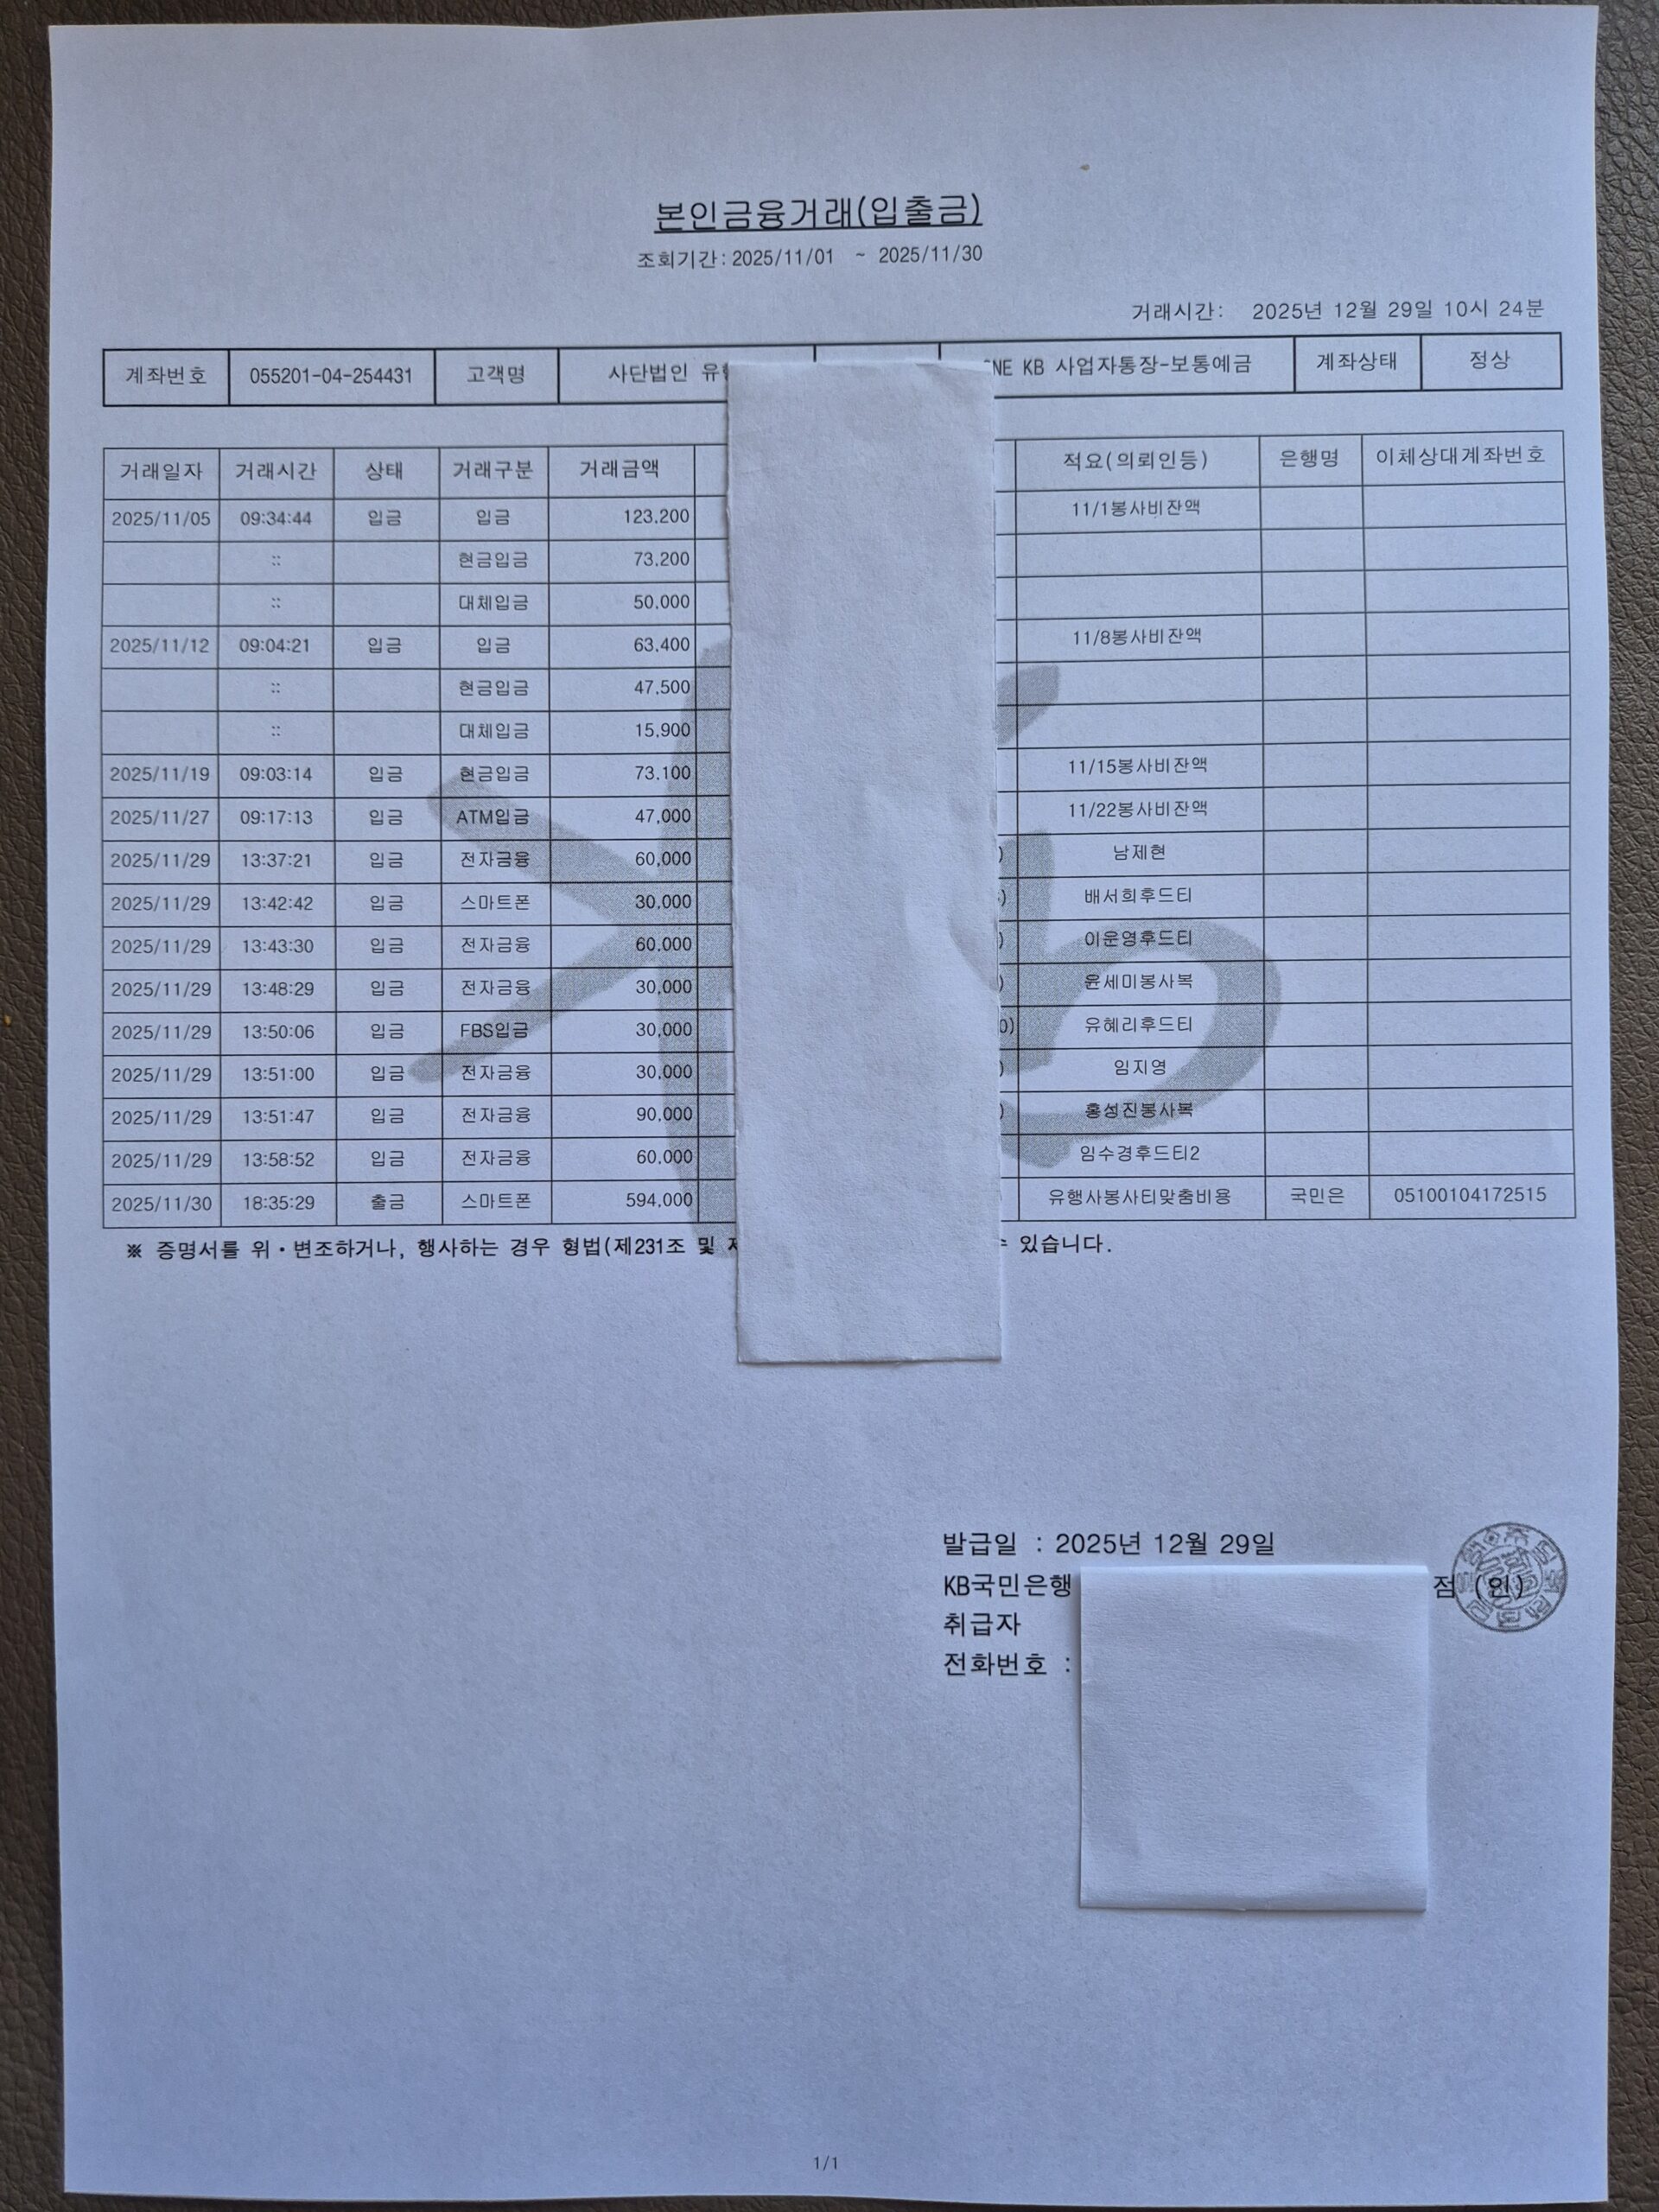 본인금융거래(입출금)
조회기간:2025/11/01 ~ 2025/11/30
거래시간: 2025년 12월 29일 10시 24분
계좌번호 055201-04-254431 고객명 사단법인 KB 사업자통장-보통예금 계좌상태 정상
거래일자 거래시간 상태 거래구분 거래금액 적요(의뢰인등) 은행명 이체상대계좌번호
2025/11/05 09:34:44 입금 입금 123,200 11/1봉사비잔액
:: 현금입금 73,200
:: 대체입금 50,000
2025/11/12 09:04:21 입금 입금 63,400 11/8봉사비잔액
:: 현금입금 47,500
:: 대체입금 15,900
2025/11/19 09:03:14 입금 현금입금 73,100 11/15봉사비잔액
2025/11/27 09:17:13 입금 ATM입금 47,000 11/22봉사비잔액
2025/11/29 13:37:21 입금 전자금융 60,000 남제현
2025/11/29 13:42:42 입금 스마트폰 30,000 배서희후드티
2025/11/29 13:43:30 입금 전자금융 60,000 이운영후드티
2025/11/29 13:48:29 입금 전자금융 30,000 윤세미봉사복
2025/11/29 13:50:06 입금 FBS입금 30,000 유혜리후드티
2025/11/29 13:51:00 입금 전자금융 30,000 임지영
2025/11/29 13:51:47 입금 전자금융 90,000 홍성진봉사복
2025/11/29 13:58:52 입금 전자금융 60,000 임수경후드티2
2025/11/30 18:35:29 출금 스마트폰 594,000 유행사봉사티맞춤비용 국민은 05100104172515
※ 증명서를 위·변조하거나, 행사하는 경우 형법(제231조 및 있습니다.
발급일 : 2025년 12월 29일
KB국민은행 점 (인)
취급자
전화번호 :
1/1